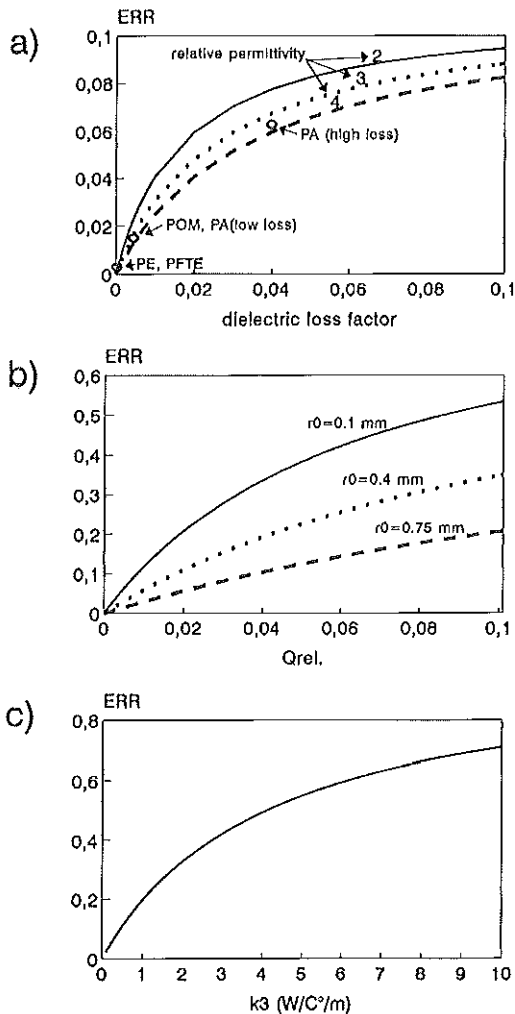 a)
ERR
0,1
0,08
0,06
0,04
0,02
0
relative permittivity
2
3
4
PA (high loss)
POM, PA(low loss)
PE, PFTE
0
0,02
0,04
0,06
0,08
0,1
dielectric loss factor
b)
ERR
0,6
0,5
0,4
0,3
0,2
0,1
0
r0=0.1 mm
r0=0.4 mm
r0=0.75 mm
0
0,02
0,04
0,06
0,08
0,1
Qrel.
c)
ERR
0,8
0,6
0,4
0,2
0
0 1 2 3 4 5 6 7 8 9 10
k3 (W/C°/m)